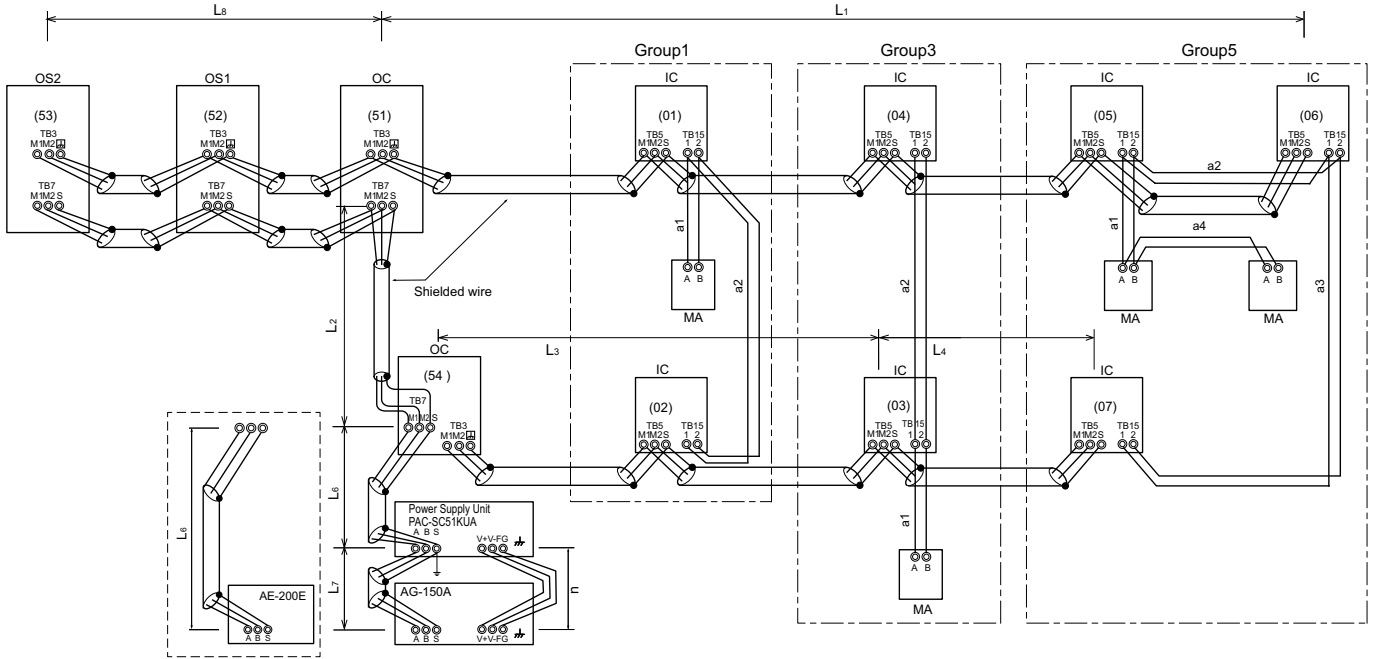 L8
L1
Group1
Group3
Group5
OS2
OS1
OC
IC
IC
IC
IC
(53)
(52)
(51)
(01)
(04)
(05)
(06)
TB3
M1M2
TB3
M1M2
TB3
M1M2
TB5
M1M2S
TB15
1 2
TB5
M1M2S
TB15
1 2
TB5
M1M2S
TB15
1 2
TB5
M1M2S
TB15
1 2
TB7
M1M2 S
TB7
M1M2 S
TB7
M1M2 S
a2
a1
a1
a4
Shielded wire
A B
MA
A B
MA
A B
MA
a2
a2
a3
L2
L3
L4
OC
(54 )
TB7
M1M2 S
TB3
M1M2
IC
(02)
TB5
M1M2S
TB15
1 2
IC
(03)
TB5
M1M2S
TB15
1 2
IC
(07)
TB5
M1M2S
TB15
1 2
L6
L6
Power Supply Unit
PAC-SC51KUA
A B S
V+V-FG
a1
A B
MA
L7
n
AE-200E
A B S
AG-150A
A B S
V+V-FG